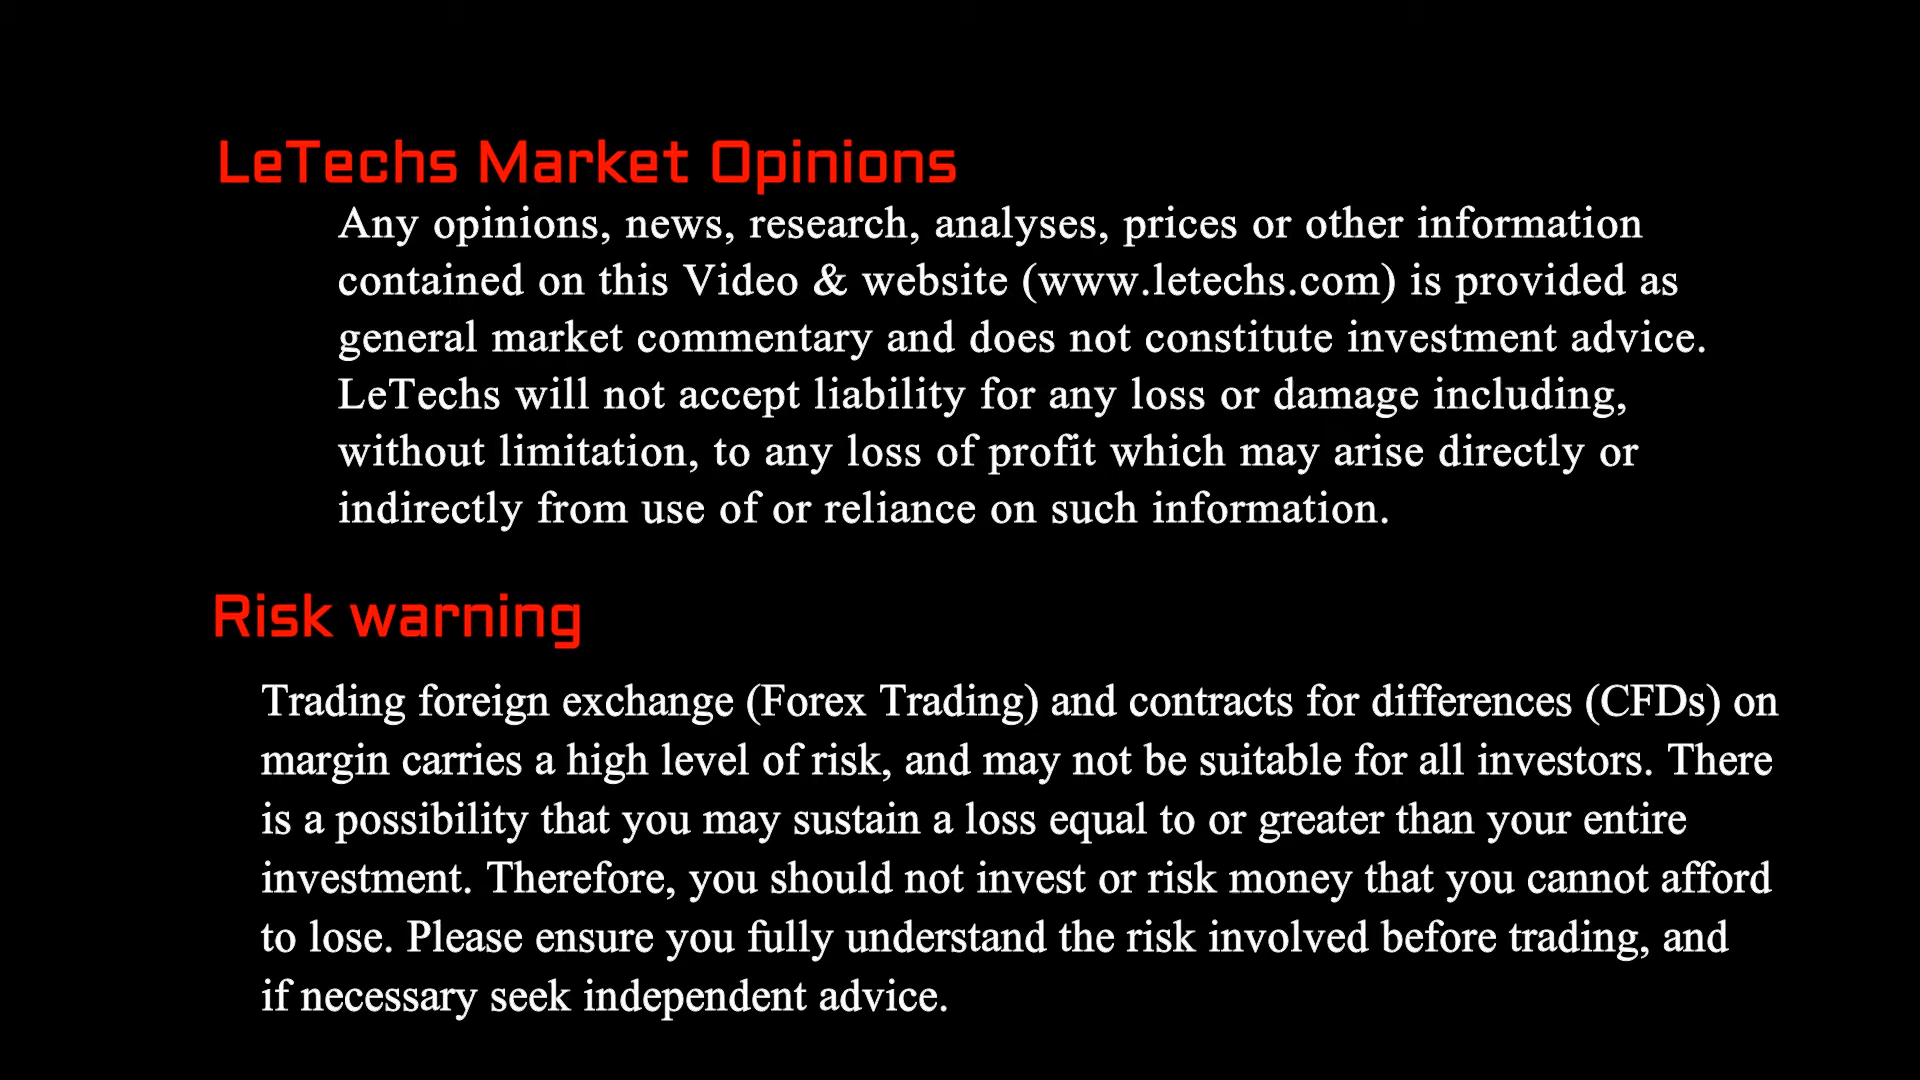 LeTechs Market Opinions
Any opinions, news, research, analyses, prices or other information
contained on this Video & website (www.letechs.com) is provided as
general market commentary and does not constitute investment advice.
LeTechs will not accept liability for any loss or damage including,
without limitation, to any loss of profit which may arise directly or
indirectly from use of or reliance on such information.
Risk warning
Trading foreign exchange (Forex Trading) and contracts for differences (CFDs) on
margin carries a high level of risk, and may not be suitable for all investors. There
is a possibility that you may sustain a loss equal to or greater than your entire
investment. Therefore, you should not invest or risk money that you cannot afford
to lose. Please ensure you fully understand the risk involved before trading, and
if necessary seek independent advice.